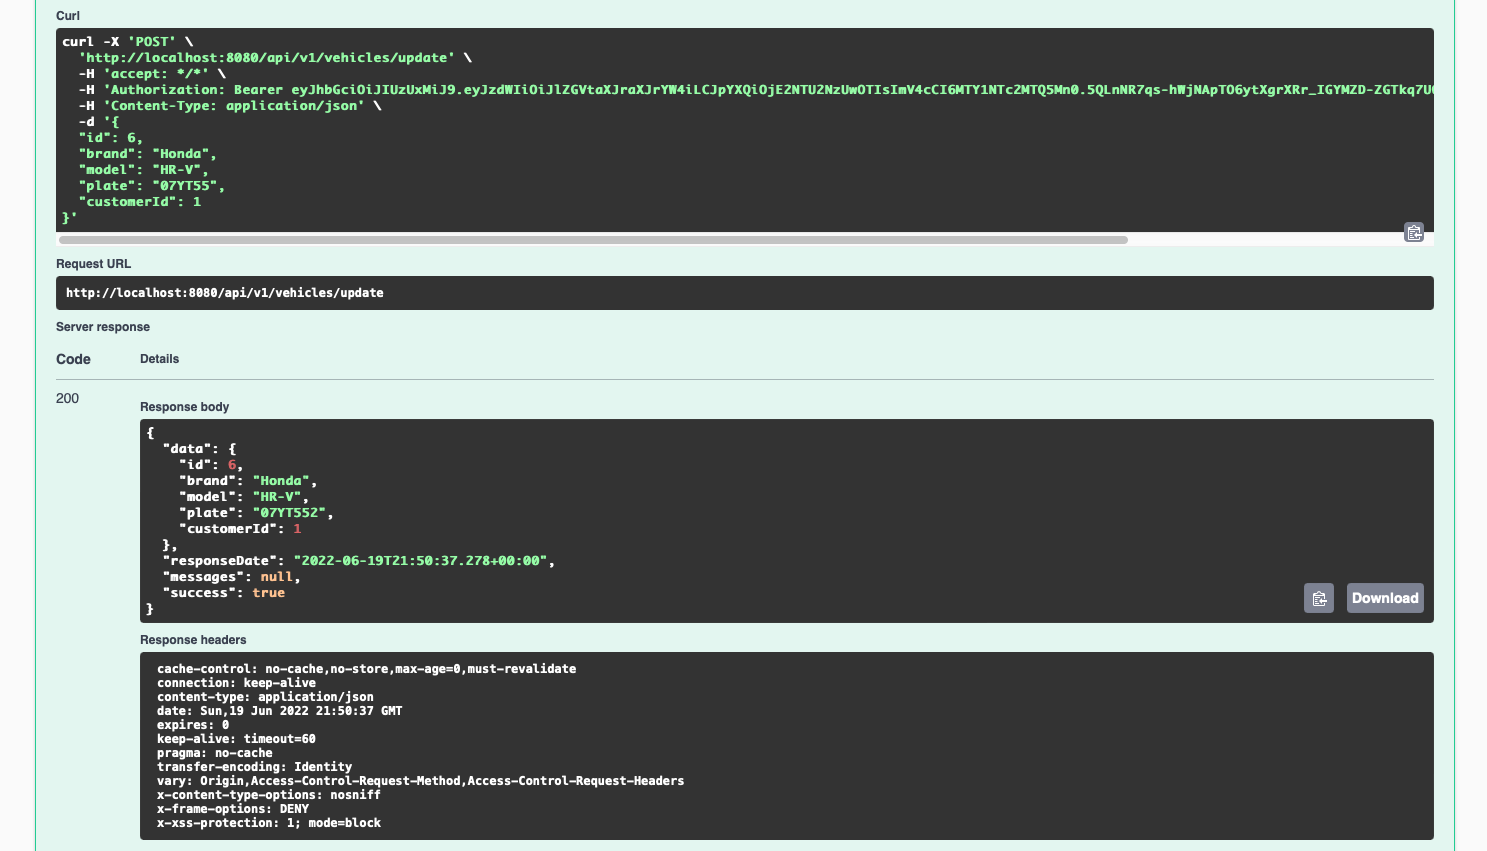 Curl
curl -X 'POST' \
'http://localhost:8080/api/v1/vehicles/update' \
-H 'accept: */*' \
-H 'Authorization: Bearer eyJhbGciOiJIUzUxMiJ9.eyJzdWIiOiJlZGVtaXJraXJrYW4iLCJpYXQiOjE2NTU2NzUwOTIsImV4cCI6MTY1NTc2MTQ5Mn0.5QLnNR7qs-hWjNApTO6ytXgrXRr_IGYMZD-ZGTkq7U
-H 'Content-Type: application/json' \
-d '{
"id": 6,
"brand": "Honda",
"model": "HR-V",
"plate": "07YT55",
"customerId": 1
}'
Request URL
http://localhost:8080/api/v1/vehicles/update
Server response
Code Details
200
Response body
{
"data": {
"id": 6,
"brand": "Honda",
"model": "HR-V",
"plate": "07YT552",
"customerId": 1
},
"responseDate": "2022-06-19T21:50:37.278+00:00",
"messages": null,
"success": true
}
Download
Response headers
cache-control: no-cache,no-store,max-age=0,must-revalidate
connection: keep-alive
content-type: application/json
date: Sun,19 Jun 2022 21:50:37 GMT
expires: 0
keep-alive: timeout=60
pragma: no-cache
transfer-encoding: Identity
vary: Origin,Access-Control-Request-Method,Access-Control-Request-Headers
x-content-type-options: nosniff
x-frame-options: DENY
x-xss-protection: 1; mode=block